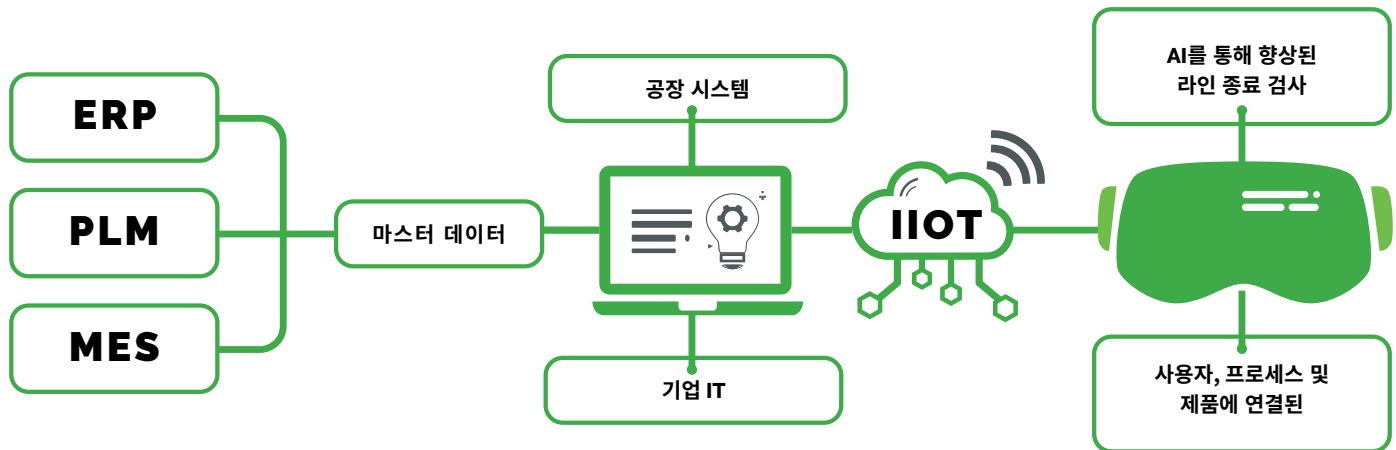 ERP
PLM
MES
마스터 데이터
공장 시스템
기업 IT
IIOT
AI를 통해 향상된
라인 종료 검사
사용자, 프로세스 및
제품에 연결된